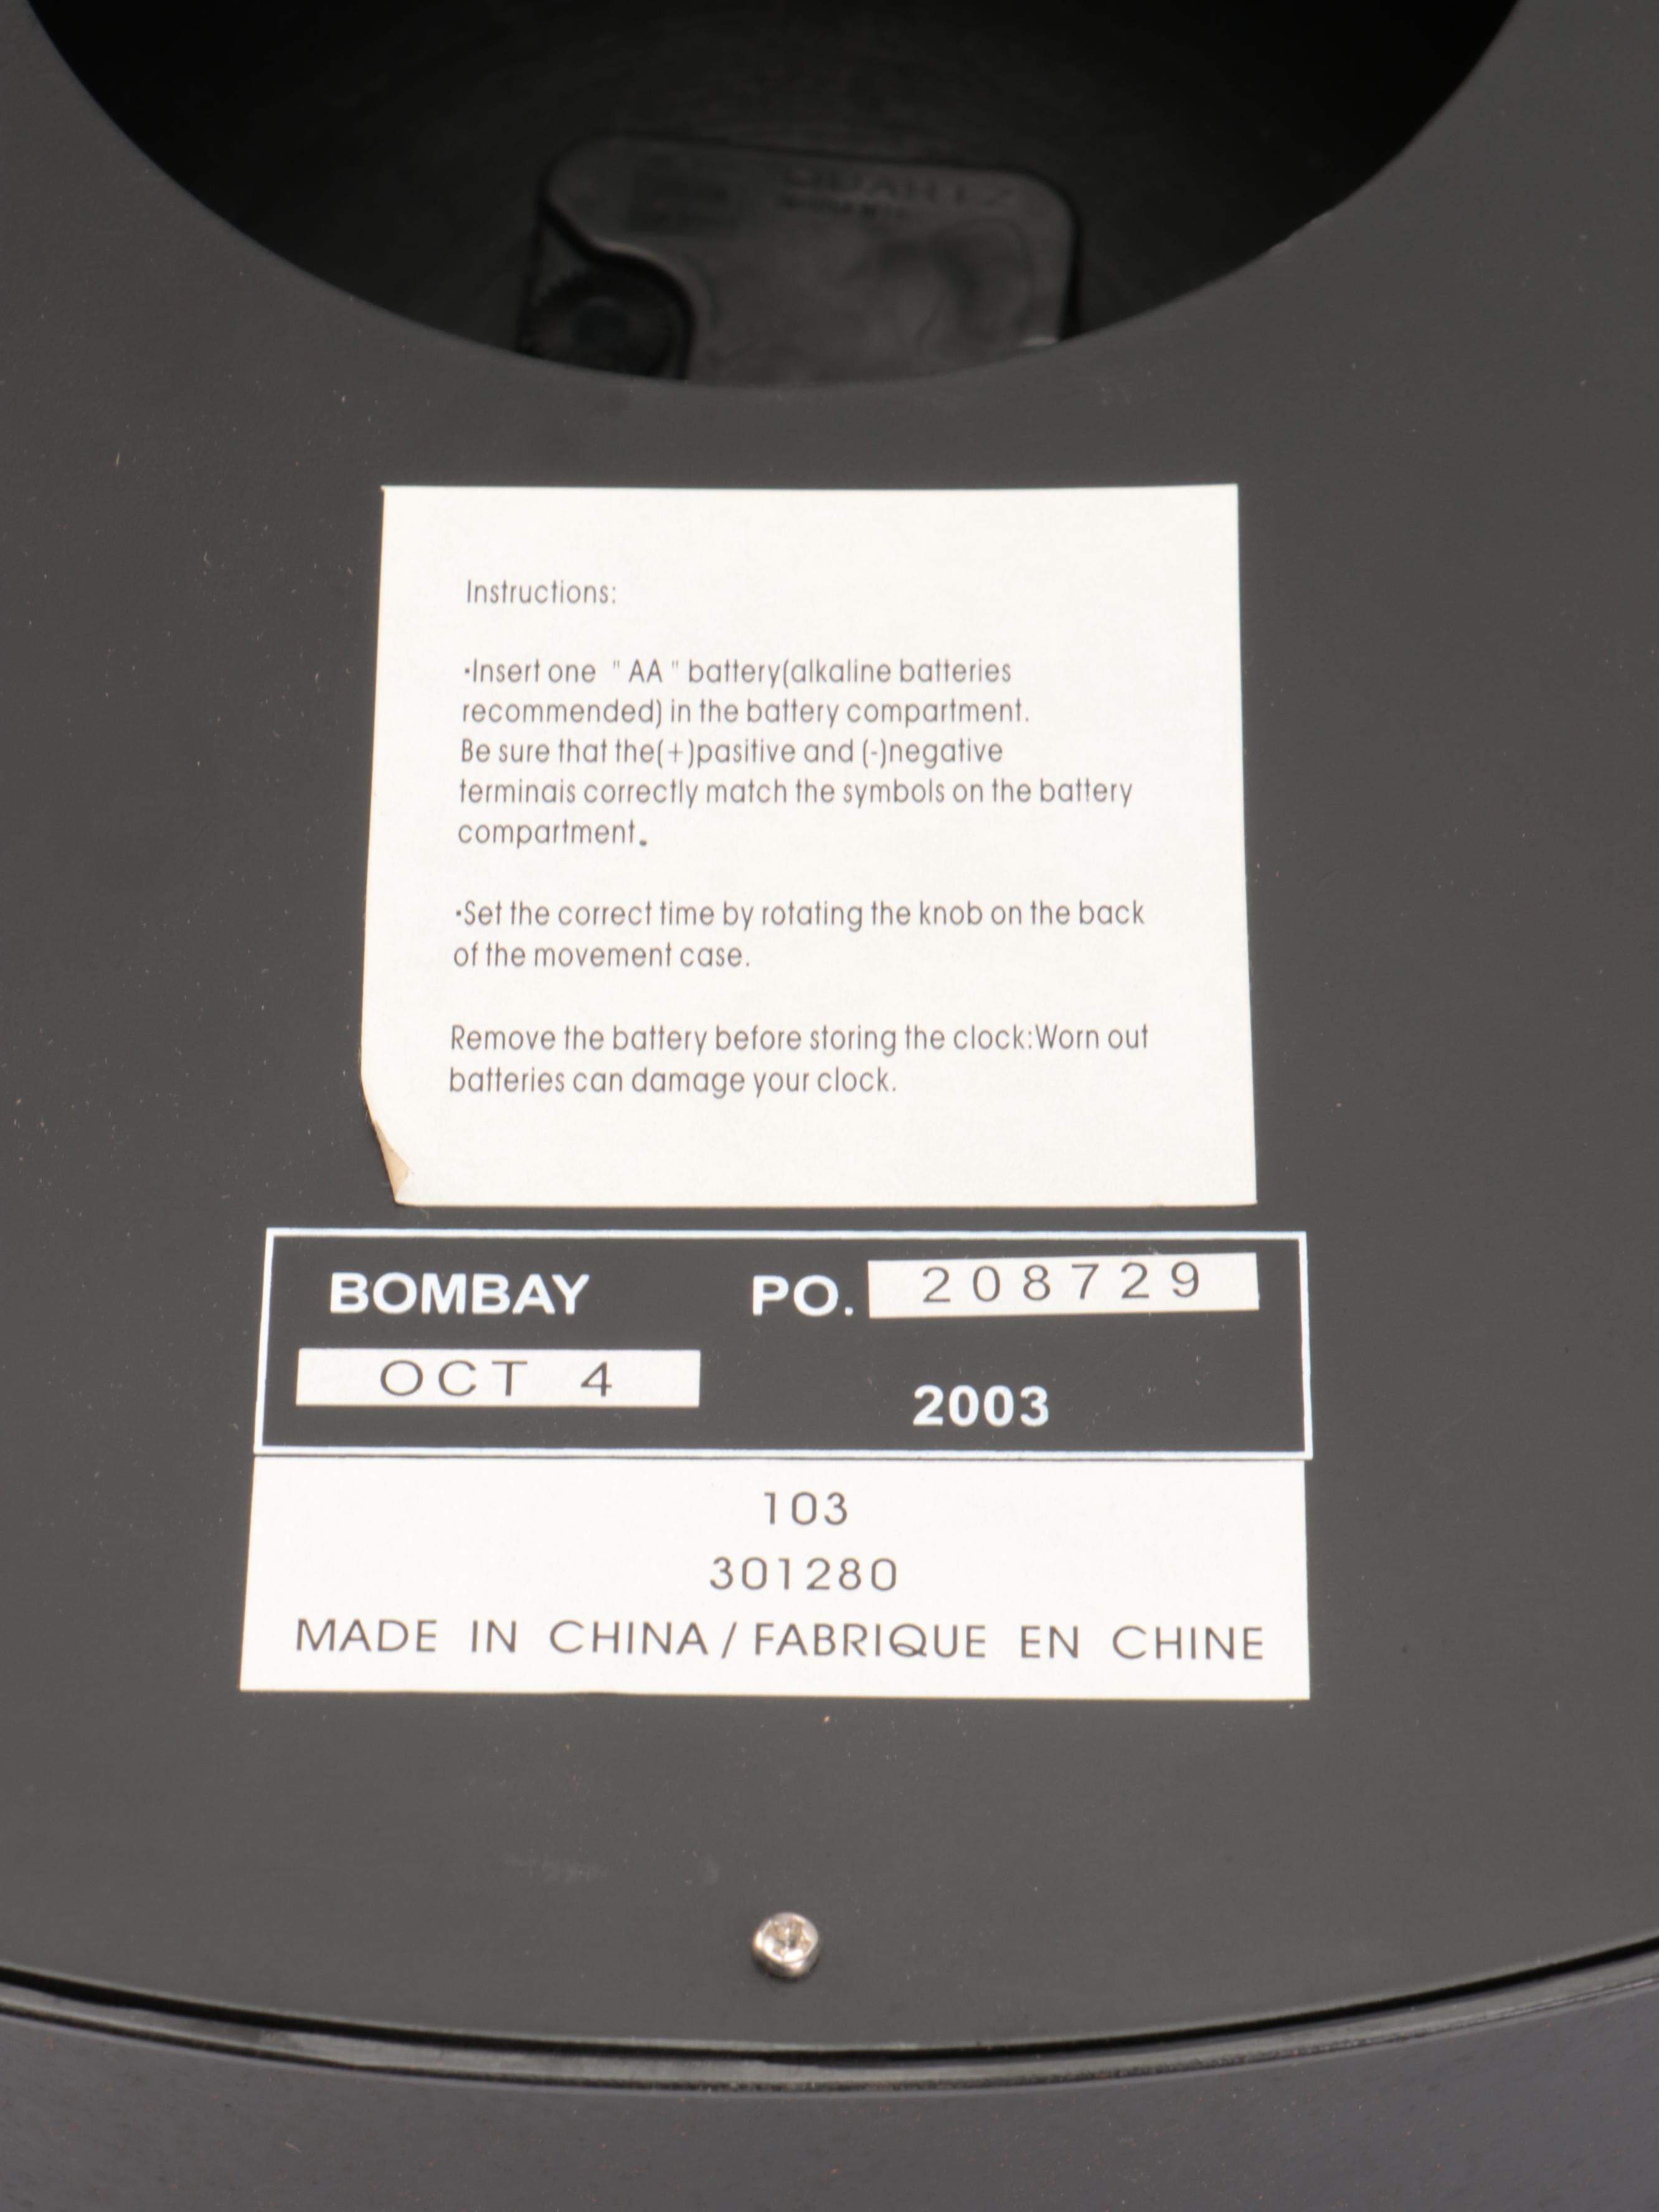 QUARTZ
Instructions:
·Insert one " AA " battery(alkaline batteries
recommended) in the battery compartment.
Be sure that the(+)pasitive and (-)negative
terminais correctly match the symbols on the battery
compartment.
·Set the correct time by rotating the knob on the back
of the movement case.
Remove the battery before storing the clock:Worn out
batteries can damage your clock.
BOMBAY PO. 208729
OCT 4 2003
103
301280
MADE IN CHINA / FABRIQUE EN CHINE